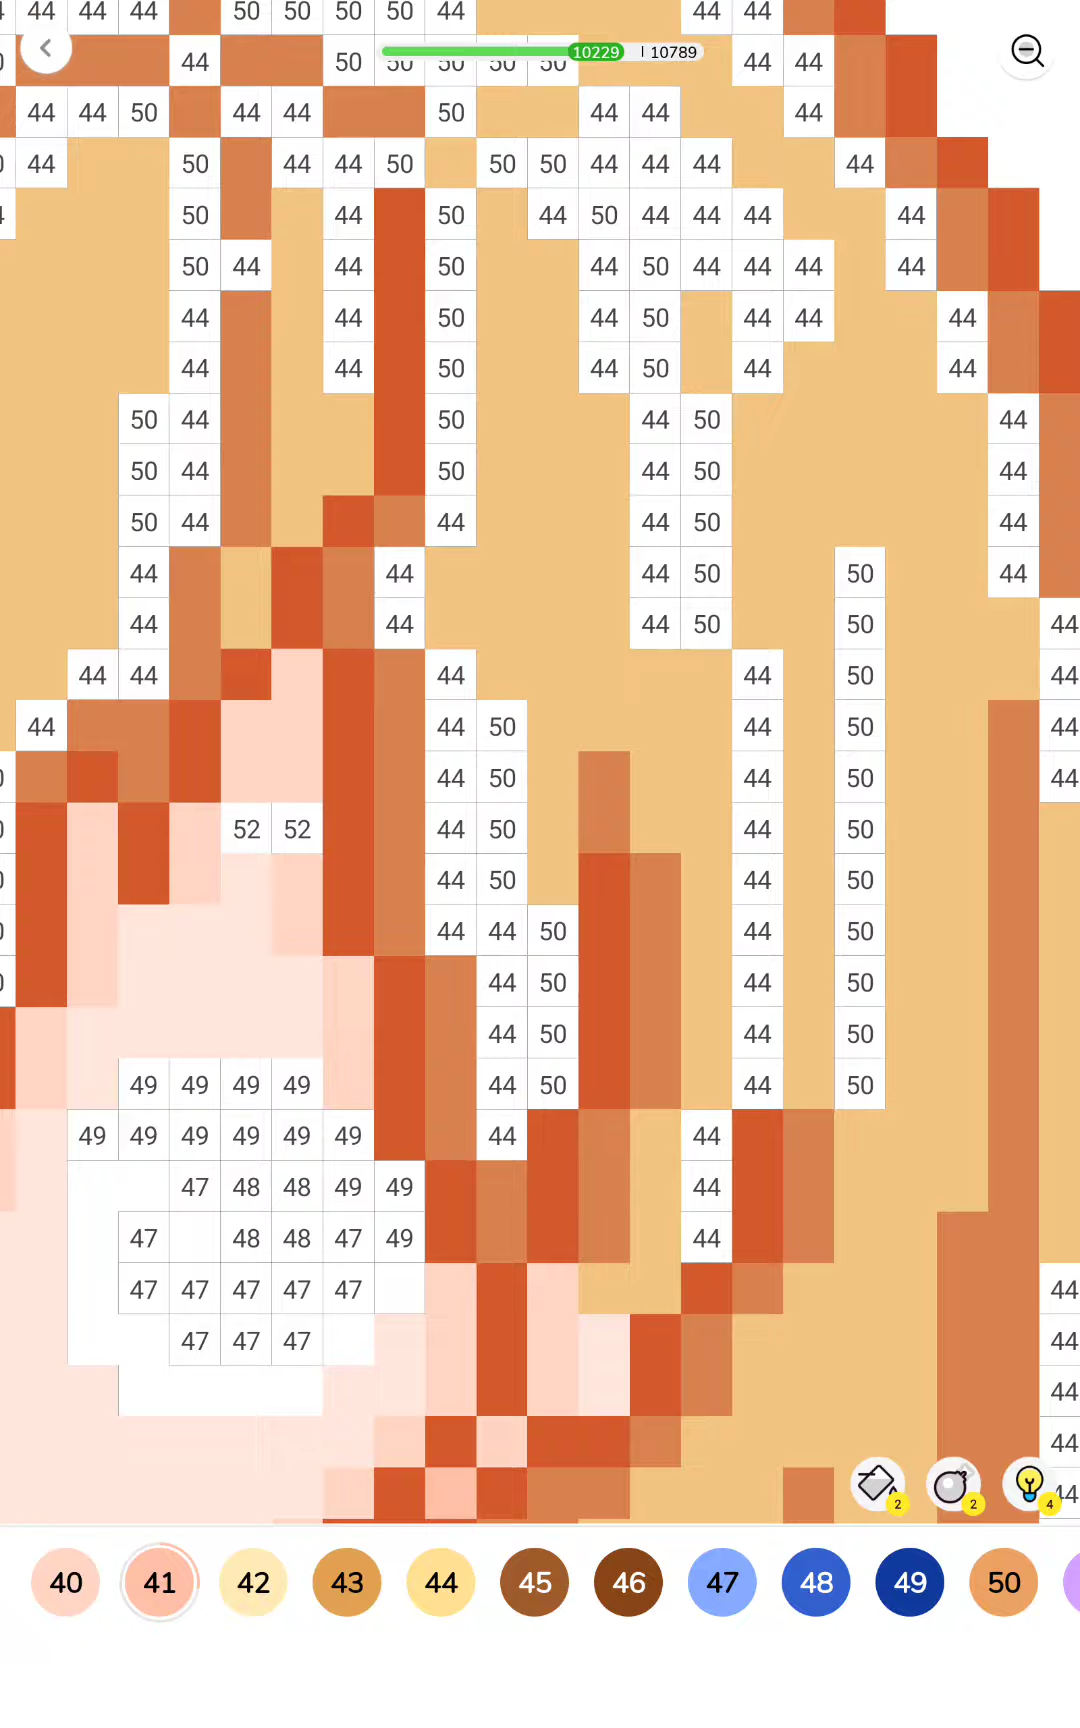 44 44 44 50 50 50 50 44 44 44
44 50 50 50 50 50 10229 10789 44 44
44 44 50 44 44 50 44 44 44
44 50 44 44 50 50 50 44 44 44 44
50 44 50 44 50 44 44 44 44
50 44 44 50 44 50 44 44 44 44
44 44 50 44 50 44 44 44
44 44 50 44 50 44 44
50 44 50 44 50 44
50 44 50 44 50 44
50 44 44 44 50 44
44 44 44 50 50 44
44 44 44 50 50 44
44 44 44 44 50 44
44 44 50 44 50 44
44 50 44 50 44
52 52 44 50 44 50
44 50 44 50
44 44 50 44 50
44 50 44 50
44 50 44 50
49 49 49 49 44 50 44 50
49 49 49 49 49 49 44 44
47 48 48 49 49 44
47 48 48 47 49 44
47 47 47 47 47 44
47 47 47 44
44
44
2 2 4 44
40 41 42 43 44 45 46 47 48 49 50